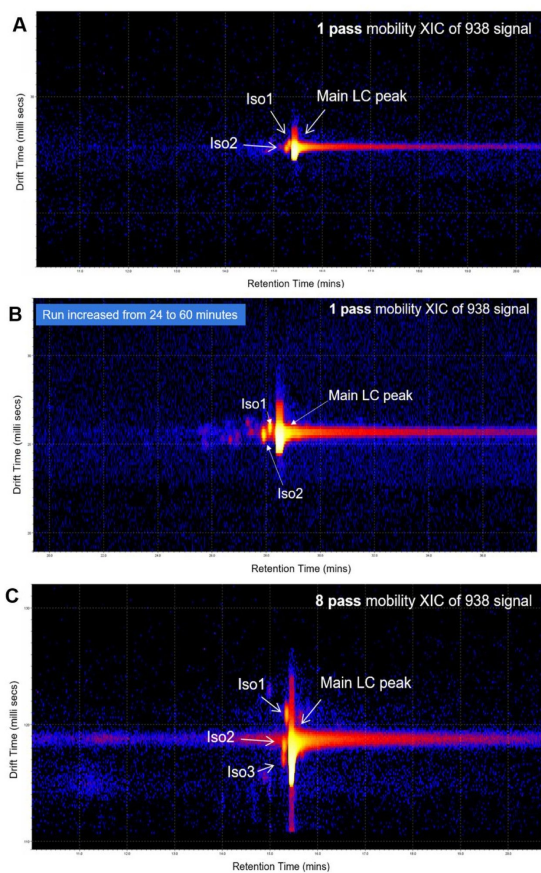 A
1 pass mobility XIC of 938 signal
Iso1
Main LC peak
Iso2
Drift Time (milli secs)
Retention Time (mins)
B
Run increased from 24 to 60 minutes
1 pass mobility XIC of 938 signal
Iso1
Main LC peak
Iso2
Drift Time (milli secs)
Retention Time (mins)
C
8 pass mobility XIC of 938 signal
Iso1
Main LC peak
Iso2
Iso3
Drift Time (milli secs)
Retention Time (mins)